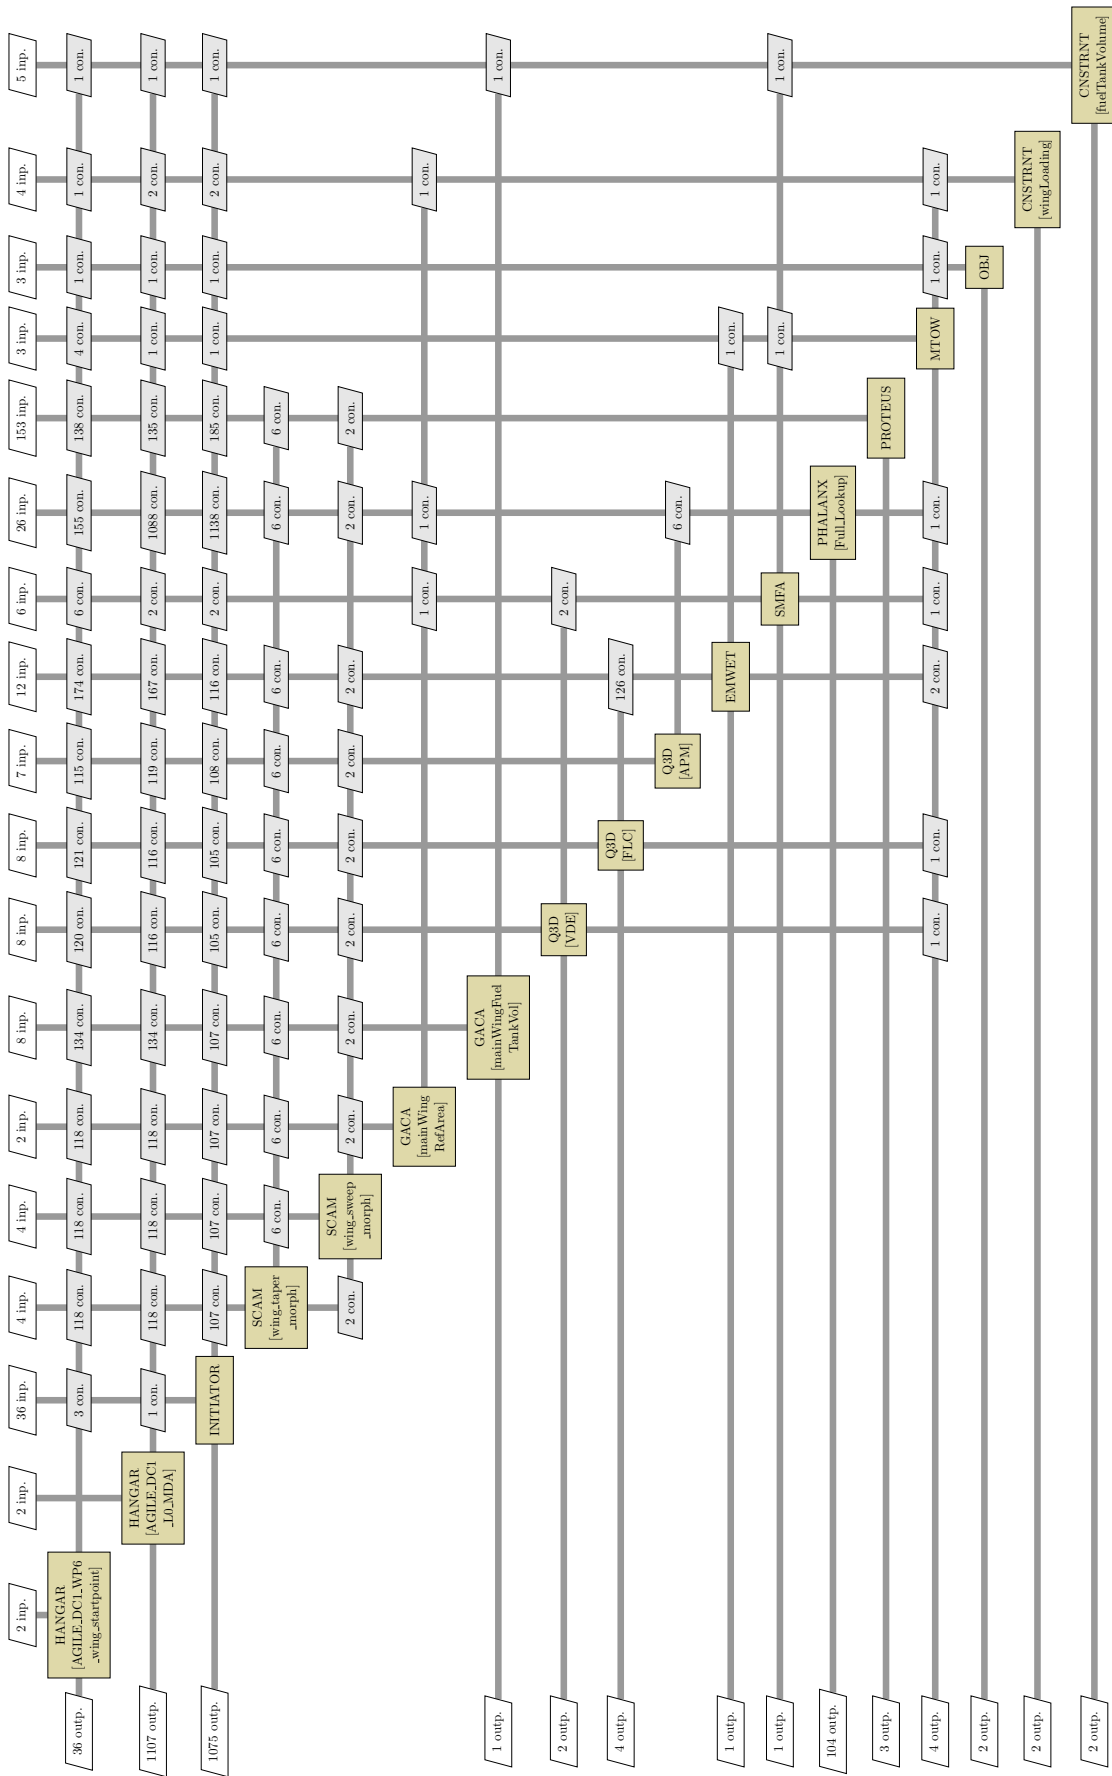 2 inp.
2 inp.
36 inp.
4 inp.
4 inp.
2 inp.
8 inp.
8 inp.
8 inp.
7 inp.
12 inp.
6 inp.
26 inp.
153 inp.
3 inp.
3 inp.
4 inp.
5 inp.
36 outp.
HANGAR
[AGILE_DC1_WP6
_wing_startpoint]
3 con.
118 con.
118 con.
118 con.
134 con.
120 con.
121 con.
115 con.
174 con.
6 con.
155 con.
138 con.
4 con.
1 con.
1 con.
1 con.
1107 outp.
HANGAR
[AGILE_DC1
_L0_MDA]
1 con.
118 con.
118 con.
118 con.
134 con.
116 con.
116 con.
119 con.
167 con.
2 con.
1088 con.
135 con.
1 con.
1 con.
2 con.
1 con.
1075 outp.
INITIATOR
107 con.
107 con.
107 con.
107 con.
105 con.
105 con.
108 con.
116 con.
2 con.
1138 con.
185 con.
1 con.
1 con.
2 con.
1 con.
SCAM
[wing_taper
_morph]
6 con.
6 con.
6 con.
6 con.
6 con.
6 con.
6 con.
6 con.
6 con.
2 con.
SCAM
[wing_sweep
_morph]
2 con.
2 con.
2 con.
2 con.
2 con.
2 con.
2 con.
2 con.
GACA
[mainWing
RefArea]
1 con.
1 con.
1 con.
1 outp.
GACA
[mainWingFuel
TankVol]
1 con.
2 outp.
Q3D
[VDE]
2 con.
4 outp.
Q3D
[FLC]
126 con.
Q3D
[APM]
6 con.
1 outp.
EMWET
1 con.
1 outp.
SMFA
1 con.
1 con.
104 outp.
PHALANX
[Full_Lookup]
3 outp.
PROTEUS
4 outp.
1 con.
1 con.
2 con.
1 con.
1 con.
MTOW
1 con.
1 con.
2 outp.
OBJ
2 outp.
CNSTRNT
[wingLoading]
2 outp.
CNSTRNT
[fuelTankVolume]